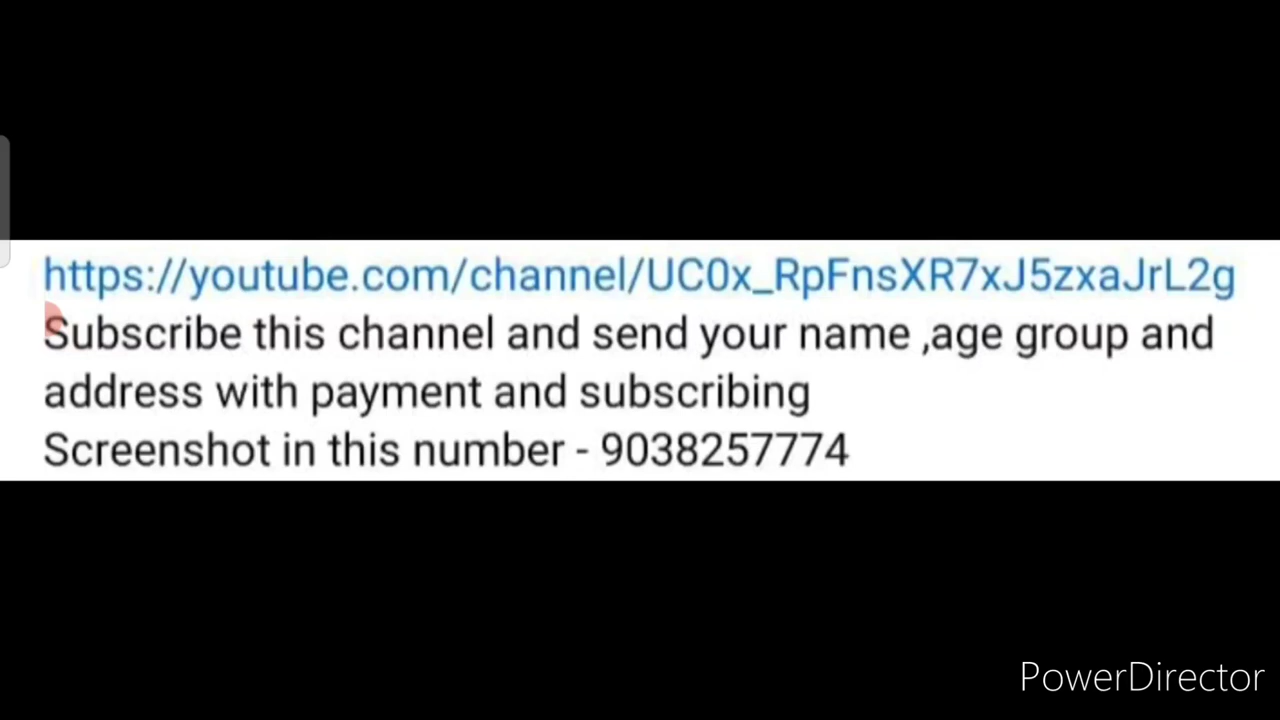 https://youtube.com/channel/UC0x_RpFnsXR7xJ5zxaJrL2g
Subscribe this channel and send your name ,age group and
address with payment and subscribing
Screenshot in this number - 9038257774
PowerDirector